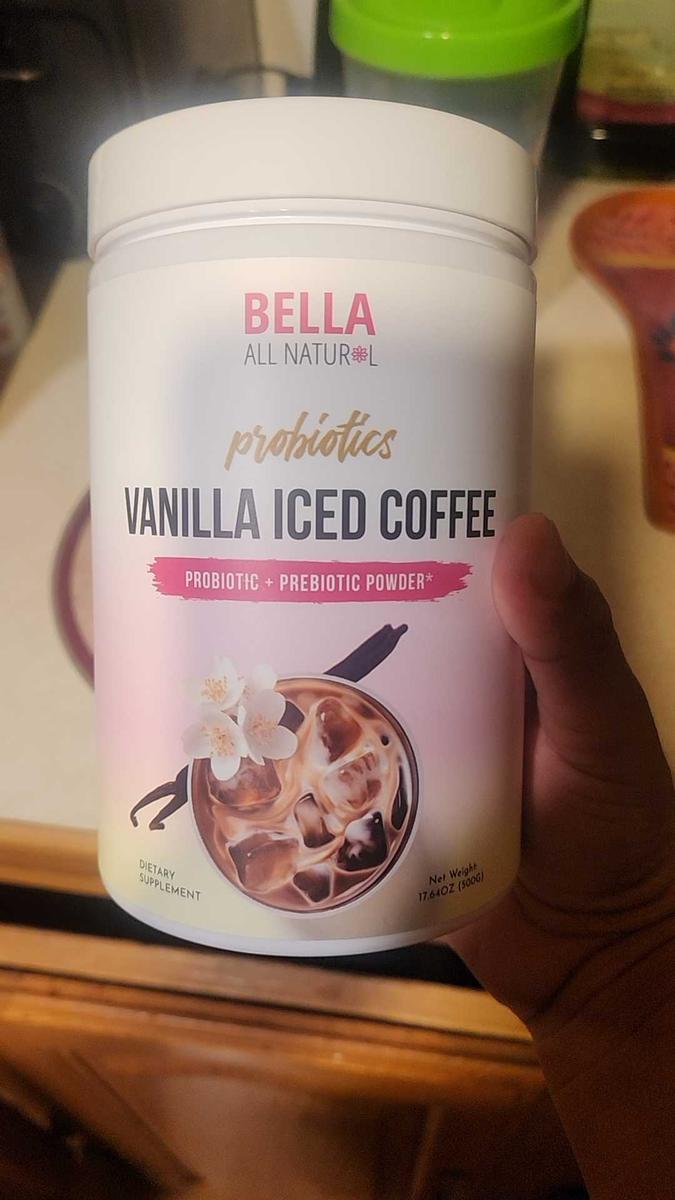 BELLA
ALL NATURAL
probiotics
VANILLA ICED COFFEE
PROBIOTIC + PREBIOTIC POWDER*
DIETARY
SUPPLEMENT
Net Weight
17.64OZ (500G)